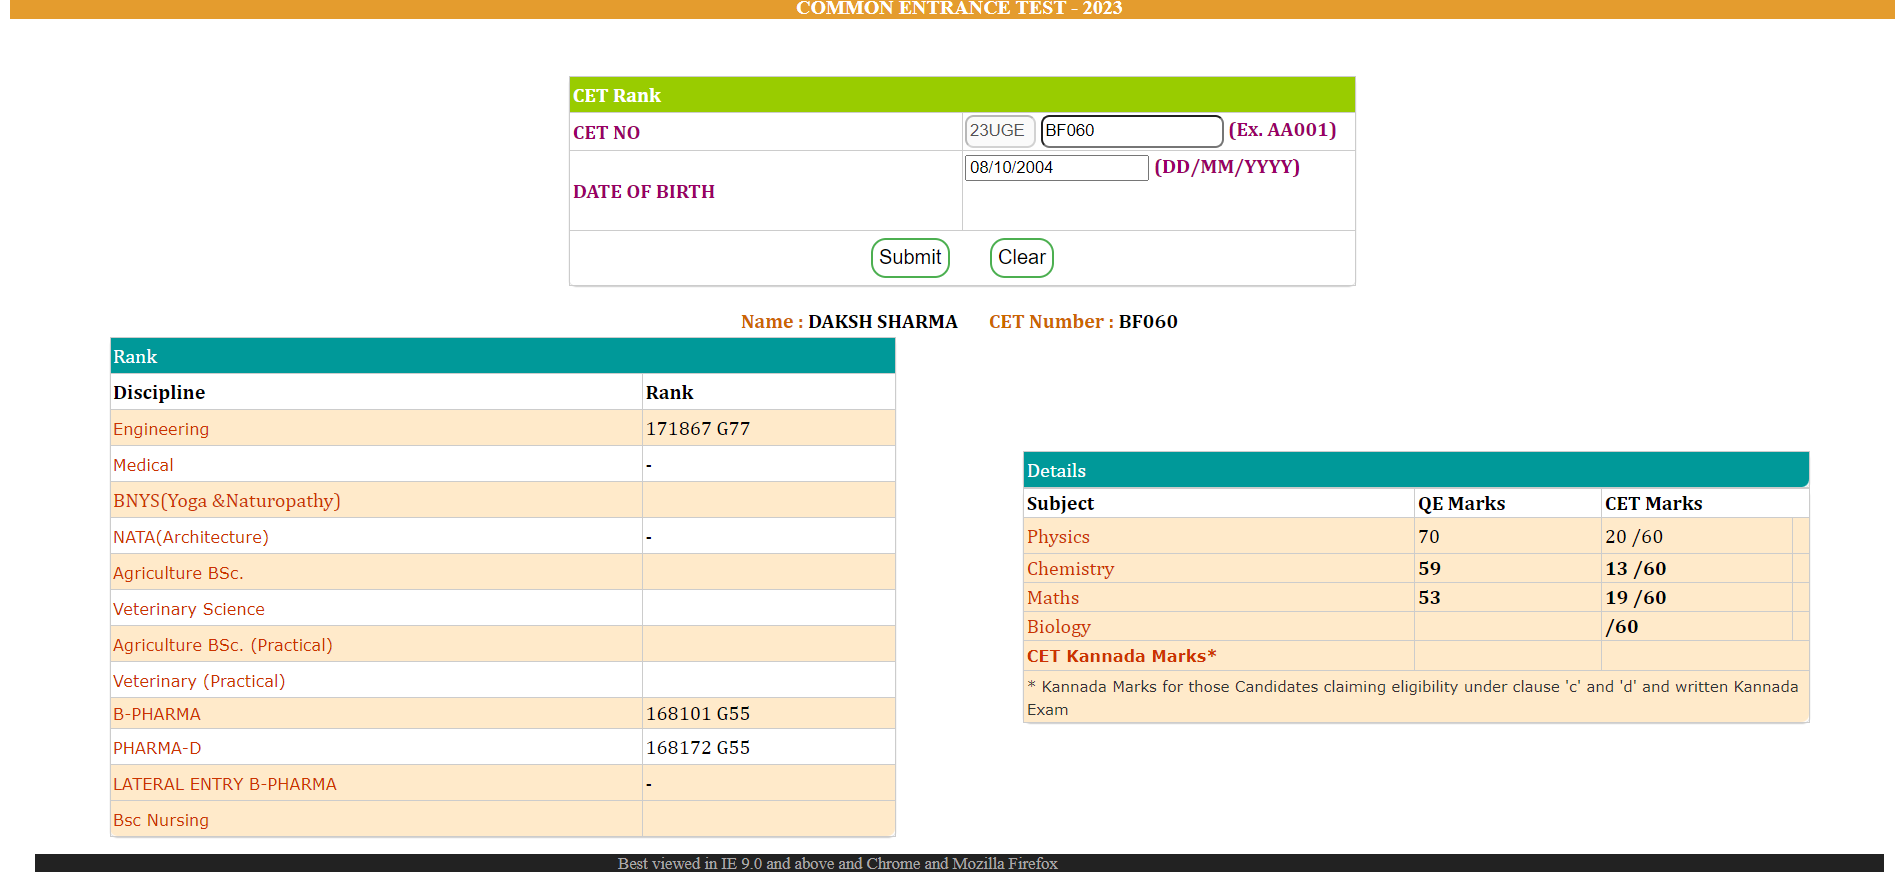 COMMON ENTRANCE TEST - 2023
CET Rank
CET NO 23UGE BF060 (Ex. AA001)
DATE OF BIRTH 08/10/2004 (DD/MM/YYYY)
Submit Clear
Name : DAKSH SHARMA CET Number : BF060
Rank
Discipline Rank
Engineering 171867 G77
Medical -
BNYS(Yoga &Naturopathy)
NATA(Architecture) -
Agriculture BSc.
Veterinary Science
Agriculture BSc. (Practical)
Veterinary (Practical)
B-PHARMA 168101 G55
PHARMA-D 168172 G55
LATERAL ENTRY B-PHARMA -
Bsc Nursing
Details
Subject QE Marks CET Marks
Physics 70 20 /60
Chemistry 59 13 /60
Maths 53 19 /60
Biology /60
CET Kannada Marks*
* Kannada Marks for those Candidates claiming eligibility under clause 'c' and 'd' and written Kannada
Exam
Best viewed in IE 9.0 and above and Chrome and Mozilla Firefox